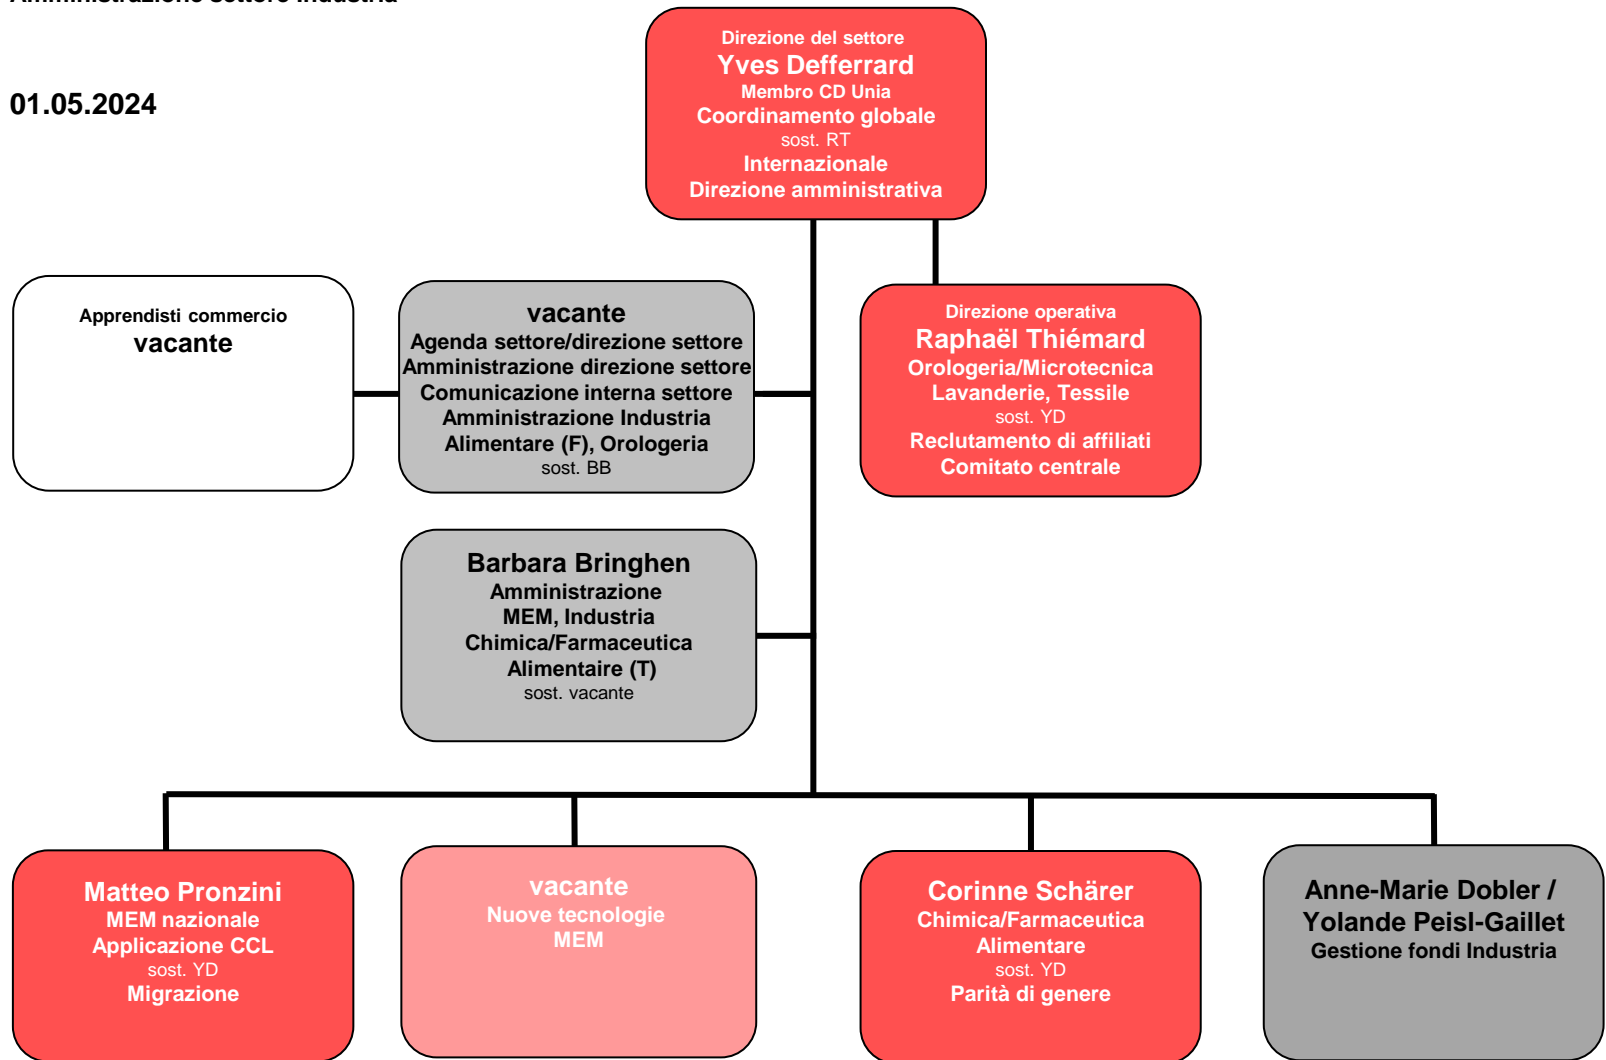 Amministrazione settore Industria
01.05.2024
Direzione del settore
Yves Defferrard
Membro CD Unia
Coordinamento globale
sost. RT
Internazionale
Direzione amministrativa
Apprendisti commercio
vacante
vacante
Agenda settore/direzione settore
Amministrazione direzione settore
Comunicazione interna settore
Amministrazione Industria
Alimentare (F), Orologeria
sost. BB
Direzione operativa
Raphaël Thiémard
Orologeria/Microtecnica
Lavanderie, Tessile
sost. YD
Reclutamento di affiliati
Comitato centrale
Barbara Bringhen
Amministrazione
MEM, Industria
Chimica/Farmaceutica
Alimentaire (T)
sost. vacante
Matteo Pronzini
MEM nazionale
Applicazione CCL
sost. YD
Migrazione
vacante
Nuove tecnologie
MEM
Corinne Schärer
Chimica/Farmaceutica
Alimentare
sost. YD
Parità di genere
Anne-Marie Dobler /
Yolande Peisl-Gaillet
Gestione fondi Industria